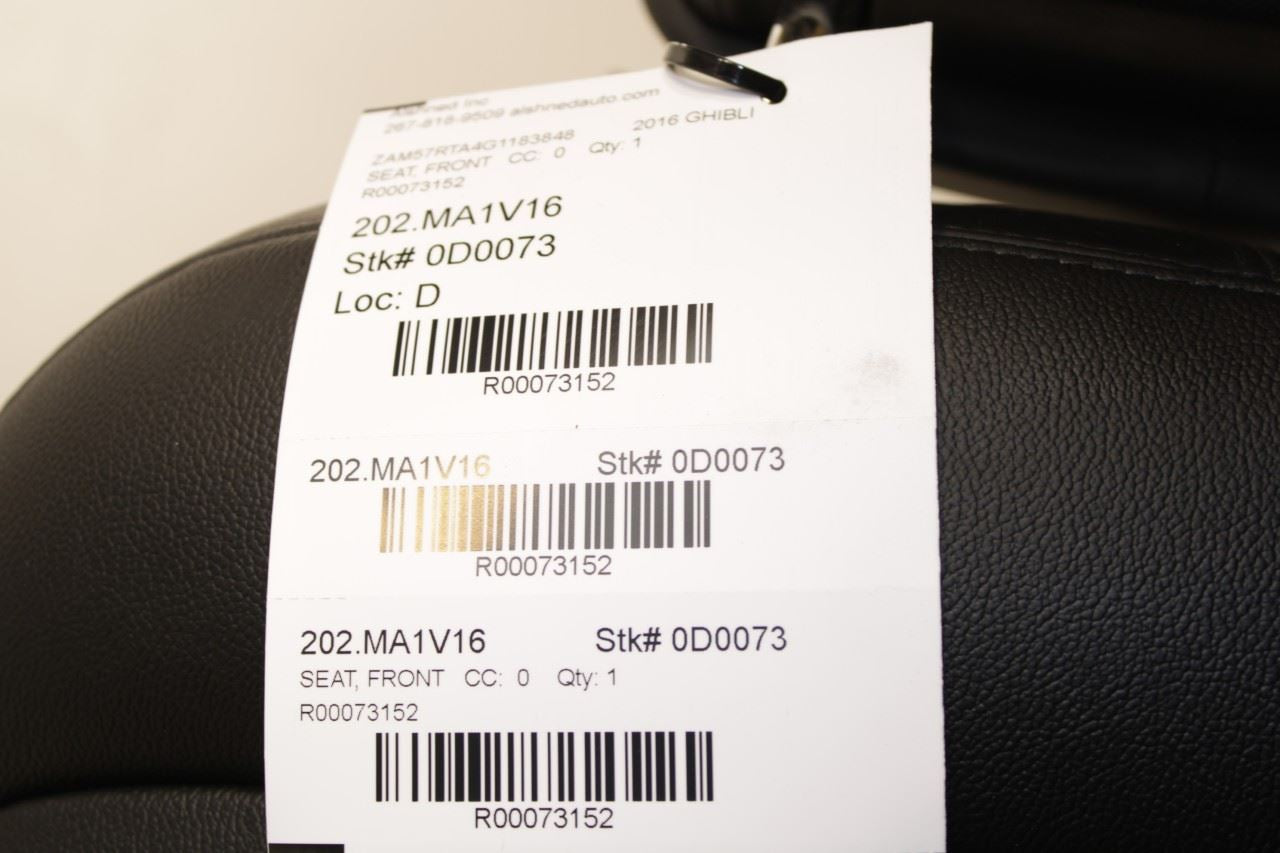 Alshned Inc
267-818-9509 alshnedauto.com
ZAM57RTA4G1183848 2016 GHIBLI
SEAT, FRONT CC: 0 Qty: 1
R00073152
202.MA1V16
Stk# 0D0073
Loc: D
R00073152
202.MA1V16 Stk# 0D0073
R00073152
202.MA1V16 Stk# 0D0073
SEAT, FRONT CC: 0 Qty: 1
R00073152
R00073152